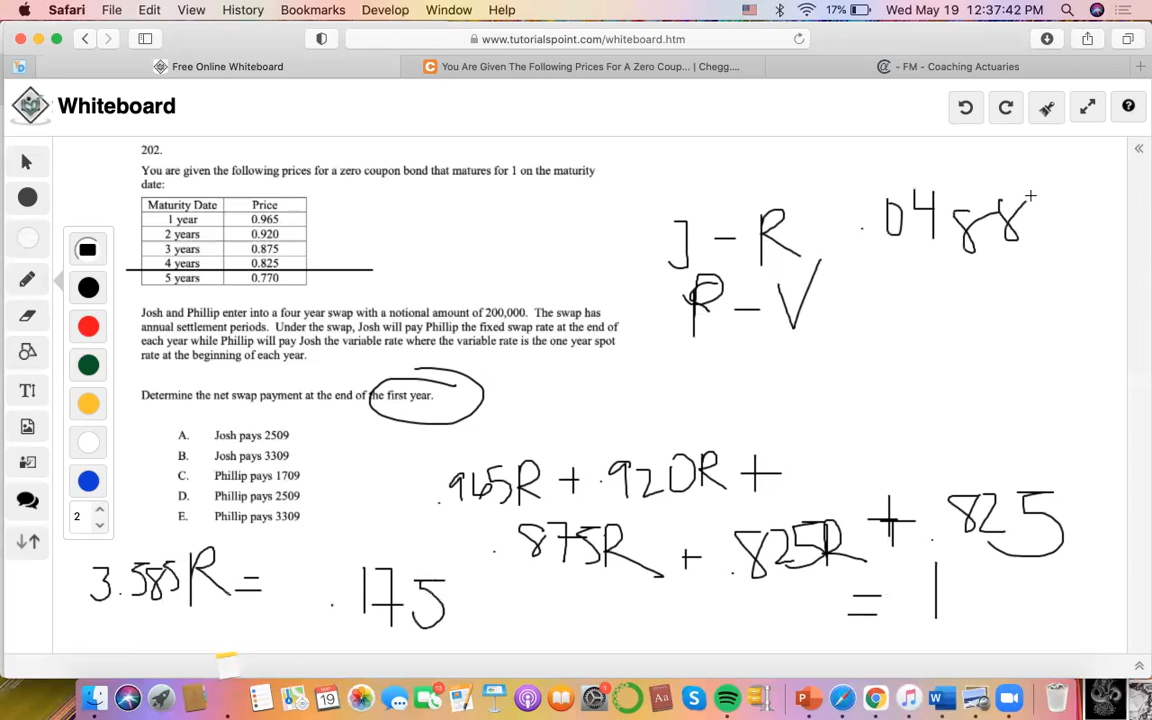 Safari File Edit View History Bookmarks Develop Window Help 17% Wed May 19 12:37:42 PM
www.tutorialspoint.com/whiteboard.htm
Free Online Whiteboard You Are Given The Following Prices For A Zero Coup... | Chegg.... - FM - Coaching Actuaries
Whiteboard
202.
You are given the following prices for a zero coupon bond that matures for 1 on the maturity
date:
Maturity Date Price
1 year 0.965
2 years 0.920
3 years 0.875
4 years 0.825
5 years 0.770
J - R
P - V
.0488
Josh and Phillip enter into a four year swap with a notional amount of 200,000. The swap has
annual settlement periods. Under the swap, Josh will pay Phillip the fixed swap rate at the end of
each year while Phillip will pay Josh the variable rate where the variable rate is the one year spot
rate at the beginning of each year.
Determine the net swap payment at the end of the first year.
A. Josh pays 2509
B. Josh pays 3309
C. Phillip pays 1709
D. Phillip pays 2509
E. Phillip pays 3309
.965R + .920R +
.875R + .825R + .825
= 1
3.585R = .175
TI
2